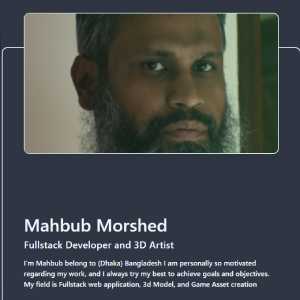 Mahbub Morshed
Fullstack Developer and 3D Artist
I'm Mahbub belong to (Dhaka) Bangladesh I am personally so motivated
regarding my work, and I always try my best to achieve goals and objectives.
My field is Fullstack web application, 3d Model, and Game Asset creation